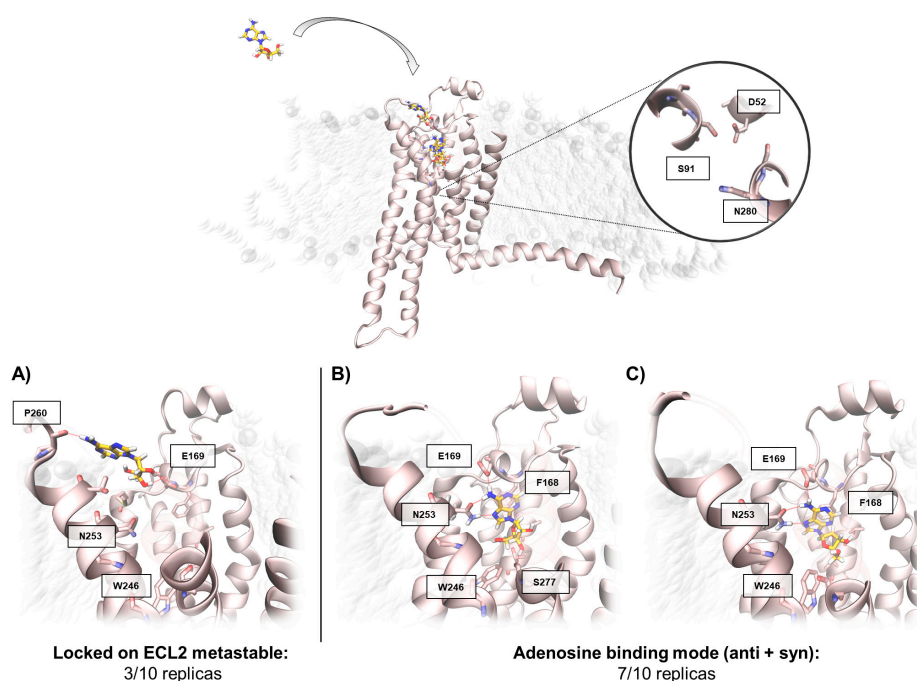 D52
S91
N280
A)
B)
C)
P260
E169
N253
W246
E169
F168
N253
W246
S277
E169
F168
N253
W246
Locked on ECL2 metastable:
3/10 replicas
Adenosine binding mode (anti + syn):
7/10 replicas